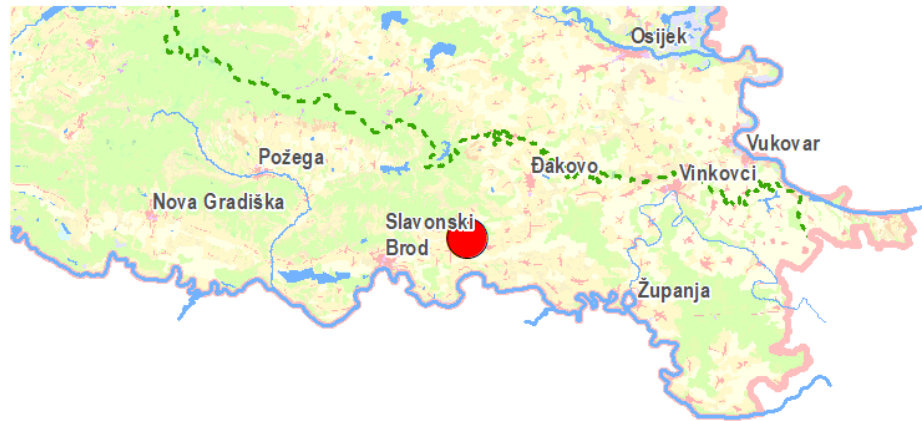 Osijek
Vukovar
Požega
Đakovo
Vinkovci
Nova Gradiška
Slavonski
Brod
Županja